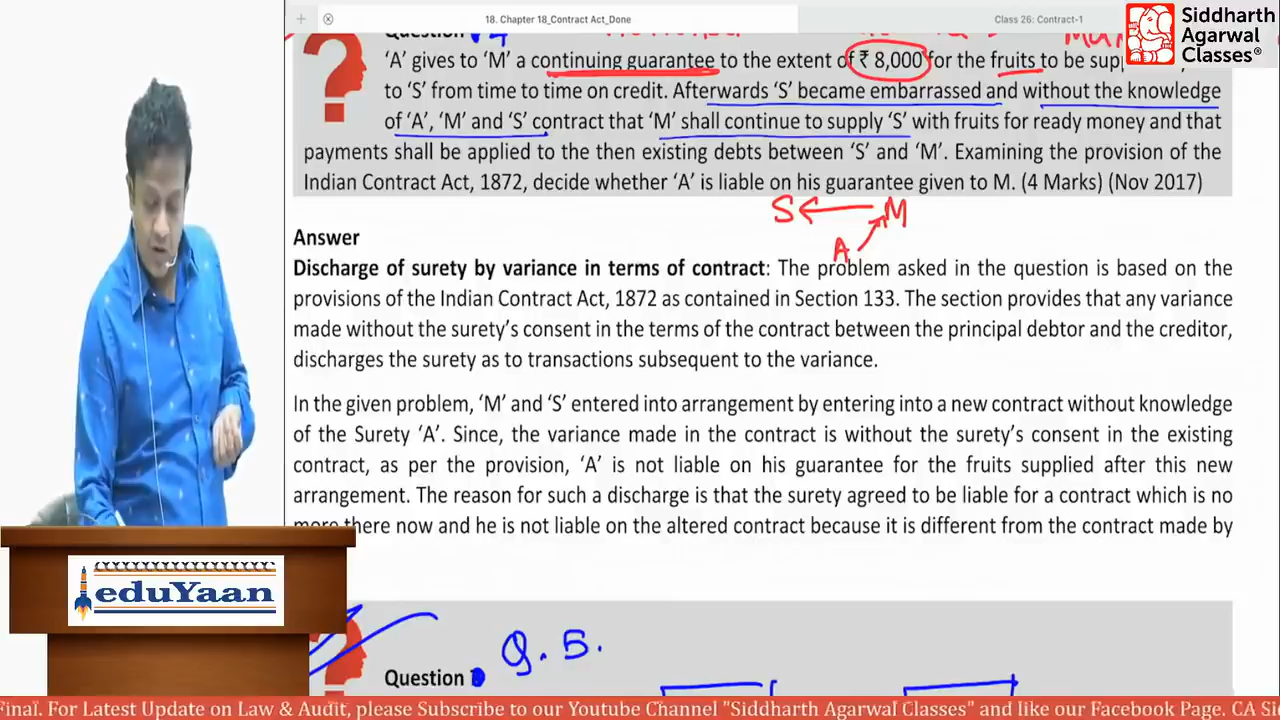 18. Chapter 18_Contract Act_Done
Class 26: Contract-1
Siddharth
Agarwal
Classes®
Question
'A' gives to 'M' a continuing guarantee to the extent of ₹ 8,000 for the fruits to be
to 'S' from time to time on credit. Afterwards 'S' became embarrassed and without the knowledge
of 'A', 'M' and 'S' contract that 'M' shall continue to supply 'S' with fruits for ready money and that
payments shall be applied to the then existing debts between 'S' and 'M'. Examining the provision of the
Indian Contract Act, 1872, decide whether 'A' is liable on his guarantee given to M. (4 Marks) (Nov 2017)
S M
A
Answer
Discharge of surety by variance in terms of contract: The problem asked in the question is based on the
provisions of the Indian Contract Act, 1872 as contained in Section 133. The section provides that any variance
made without the surety's consent in the terms of the contract between the principal debtor and the creditor,
discharges the surety as to transactions subsequent to the variance.
In the given problem, 'M' and 'S' entered into arrangement by entering into a new contract without knowledge
of the Surety 'A'. Since, the variance made in the contract is without the surety's consent in the existing
contract, as per the provision, 'A' is not liable on his guarantee for the fruits supplied after this new
arrangement. The reason for such a discharge is that the surety agreed to be liable for a contract which is no
more there now and he is not liable on the altered contract because it is different from the contract made by
eduYaan
Q. 5.
Question
Final. For Latest Update on Law & Audit, please Subscribe to our Youtube Channel "Siddharth Agarwal Classes" and like our Facebook Page. CA